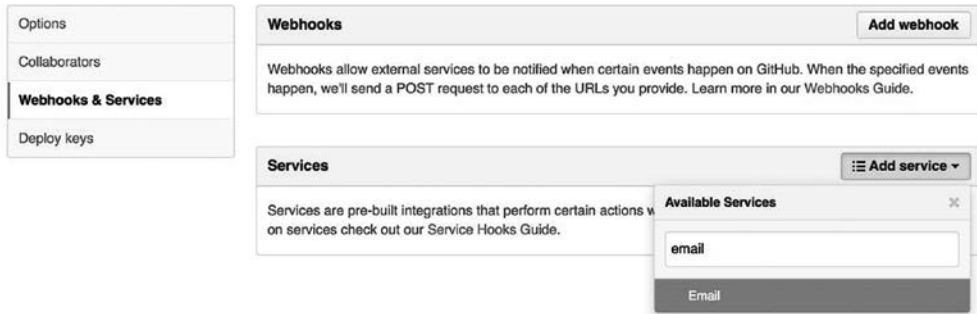 Options
Collaborators
Webhooks & Services
Deploy keys
Webhooks
Add webhook
Webhooks allow external services to be notified when certain events happen on GitHub. When the specified events
happen, we'll send a POST request to each of the URLs you provide. Learn more in our Webhooks Guide.
Services
Add service
Services are pre-built integrations that perform certain actions w
on services check out our Service Hooks Guide.
Available Services
email
Email